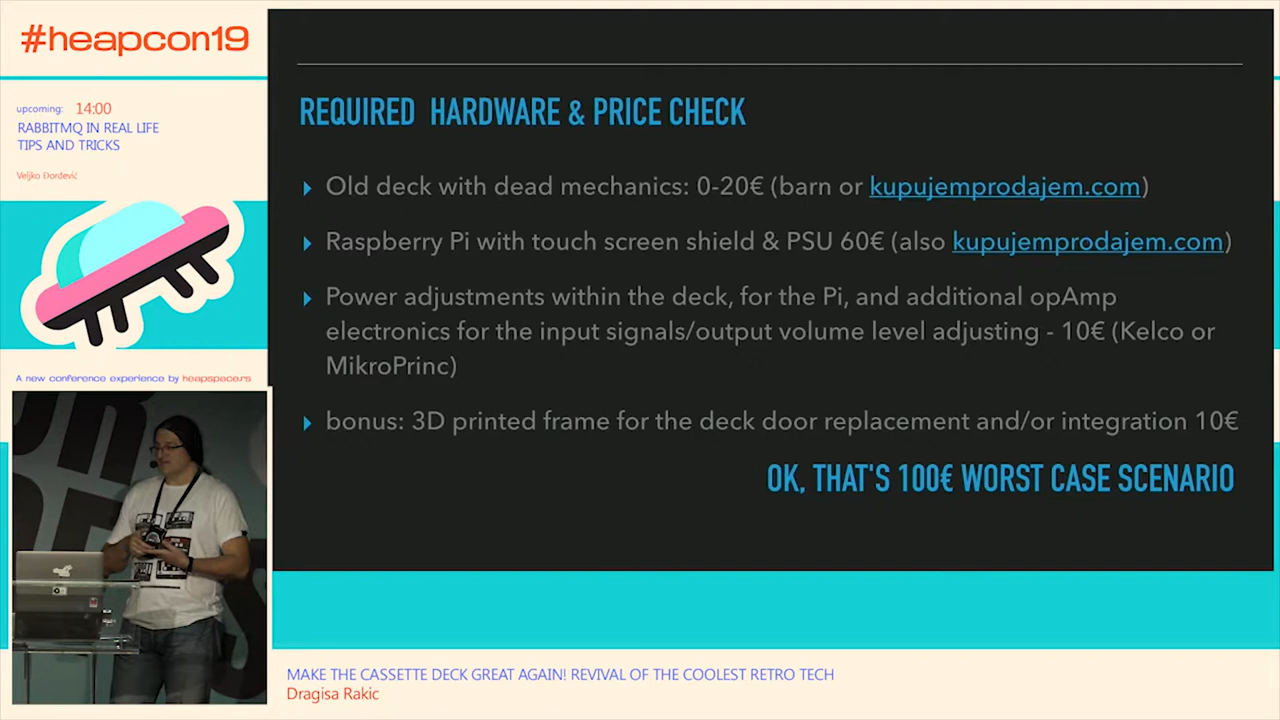 #heapcon19
upcoming: 14:00
RABBITMQ IN REAL LIFE
TIPS AND TRICKS
Veljko Đorđević
A new conference experience by heapspace.rs
REQUIRED HARDWARE & PRICE CHECK
Old deck with dead mechanics: 0-20€ (barn or kupujemprodajem.com)
Raspberry Pi with touch screen shield & PSU 60€ (also kupujemprodajem.com)
Power adjustments within the deck, for the Pi, and additional opAmp
electronics for the input signals/output volume level adjusting - 10€ (Kelco or
MikroPrinc)
bonus: 3D printed frame for the deck door replacement and/or integration 10€
OK, THAT'S 100€ WORST CASE SCENARIO
MAKE THE CASSETTE DECK GREAT AGAIN! REVIVAL OF THE COOLEST RETRO TECH
Dragisa Rakic